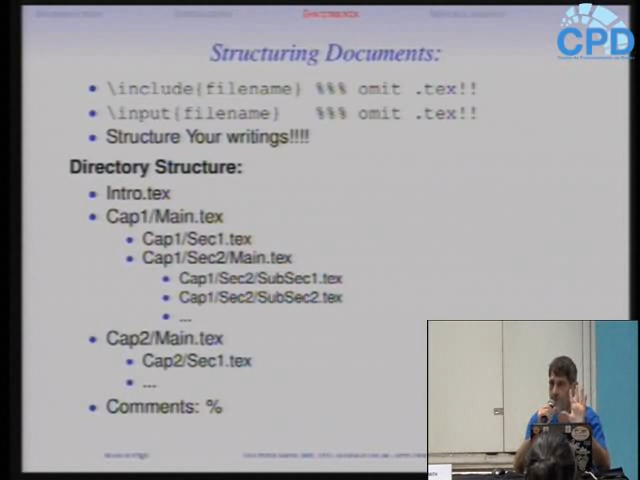 CPD
Structuring Documents:
• \include{filename} %%% omit .tex!!
• \input{filename} %%% omit .tex!!
• Structure Your writings!!!!
Directory Structure:
• Intro.tex
• Cap1/Main.tex
• Cap1/Sec1.tex
• Cap1/Sec2/Main.tex
• Cap1/Sec2/SubSec1.tex
• Cap1/Sec2/SubSec2.tex
• ...
• Cap2/Main.tex
• Cap2/Sec1.tex
• ...
• Comments: %